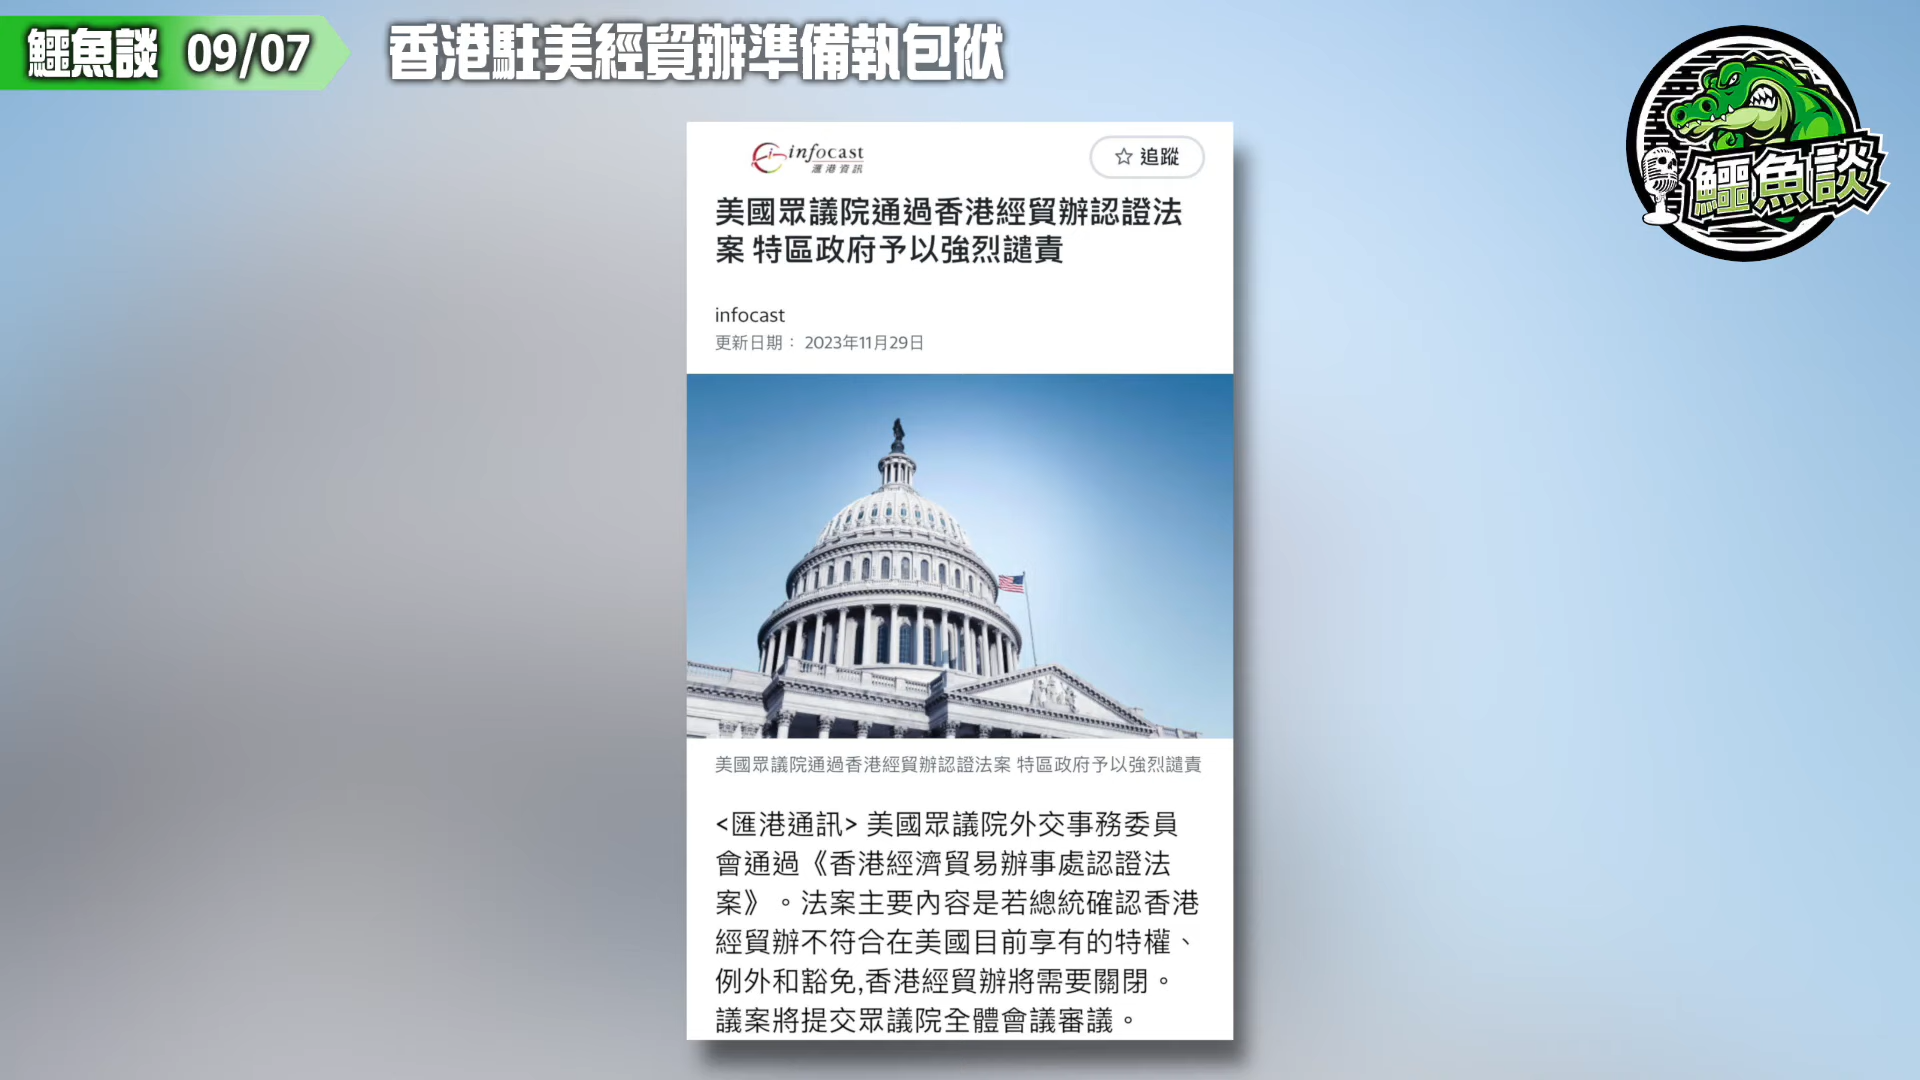 鱷魚談 09/07 香港駐美經貿辦準備執包袱
鱷魚談
infocast
匯港資訊
☆ 追蹤
美國眾議院通過香港經貿辦認證法
案 特區政府予以強烈譴責
infocast
更新日期： 2023年11月29日
美國眾議院通過香港經貿辦認證法案 特區政府予以強烈譴責
<匯港通訊> 美國眾議院外交事務委員
會通過《香港經濟貿易辦事處認證法
案》。法案主要內容是若總統確認香港
經貿辦不符合在美國目前享有的特權、
例外和豁免,香港經貿辦將需要關閉。
議案將提交眾議院全體會議審議。